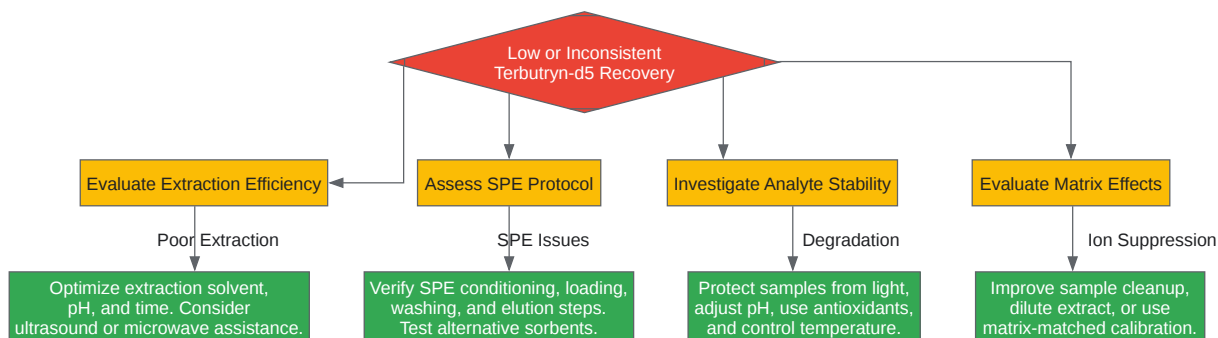 Low or Inconsistent
Terbutryn-d5 Recovery
Evaluate Extraction Efficiency
Assess SPE Protocol
Investigate Analyte Stability
Evaluate Matrix Effects
Poor Extraction
SPE Issues
Degradation
Ion Suppression
Optimize extraction solvent,
pH, and time. Consider
ultrasound or microwave assistance.
Verify SPE conditioning, loading,
washing, and elution steps.
Test alternative sorbents.
Protect samples from light,
adjust pH, use antioxidants,
and control temperature.
Improve sample cleanup,
dilute extract, or use
matrix-matched calibration.